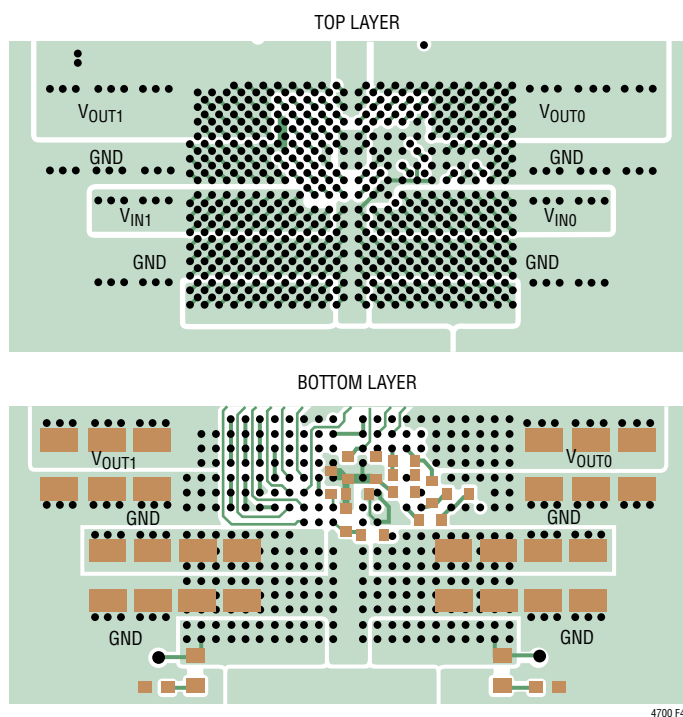 TOP LAYER
VOUT1 VOUT0
GND GND
VIN1 VIN0
GND GND
BOTTOM LAYER
VOUT1 VOUT0
GND GND
GND GND
4700 F4